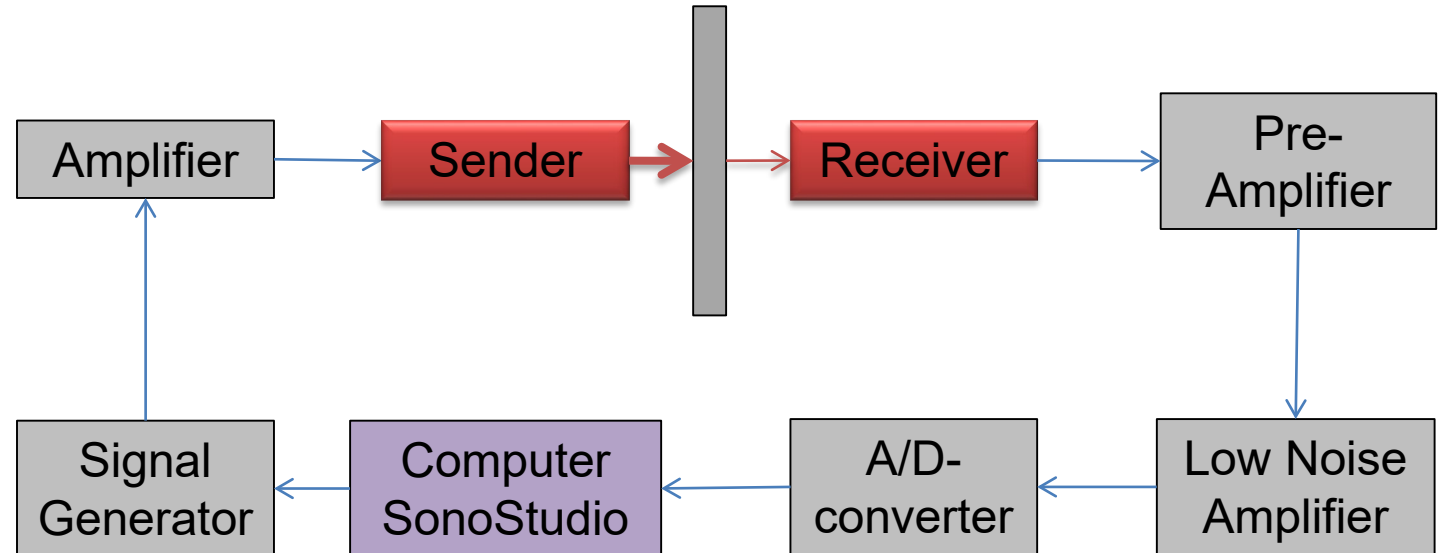 Amplifier
Sender
Receiver
Pre-
Amplifier
Signal
Generator
Computer
SonoStudio
A/D-
converter
Low Noise
Amplifier